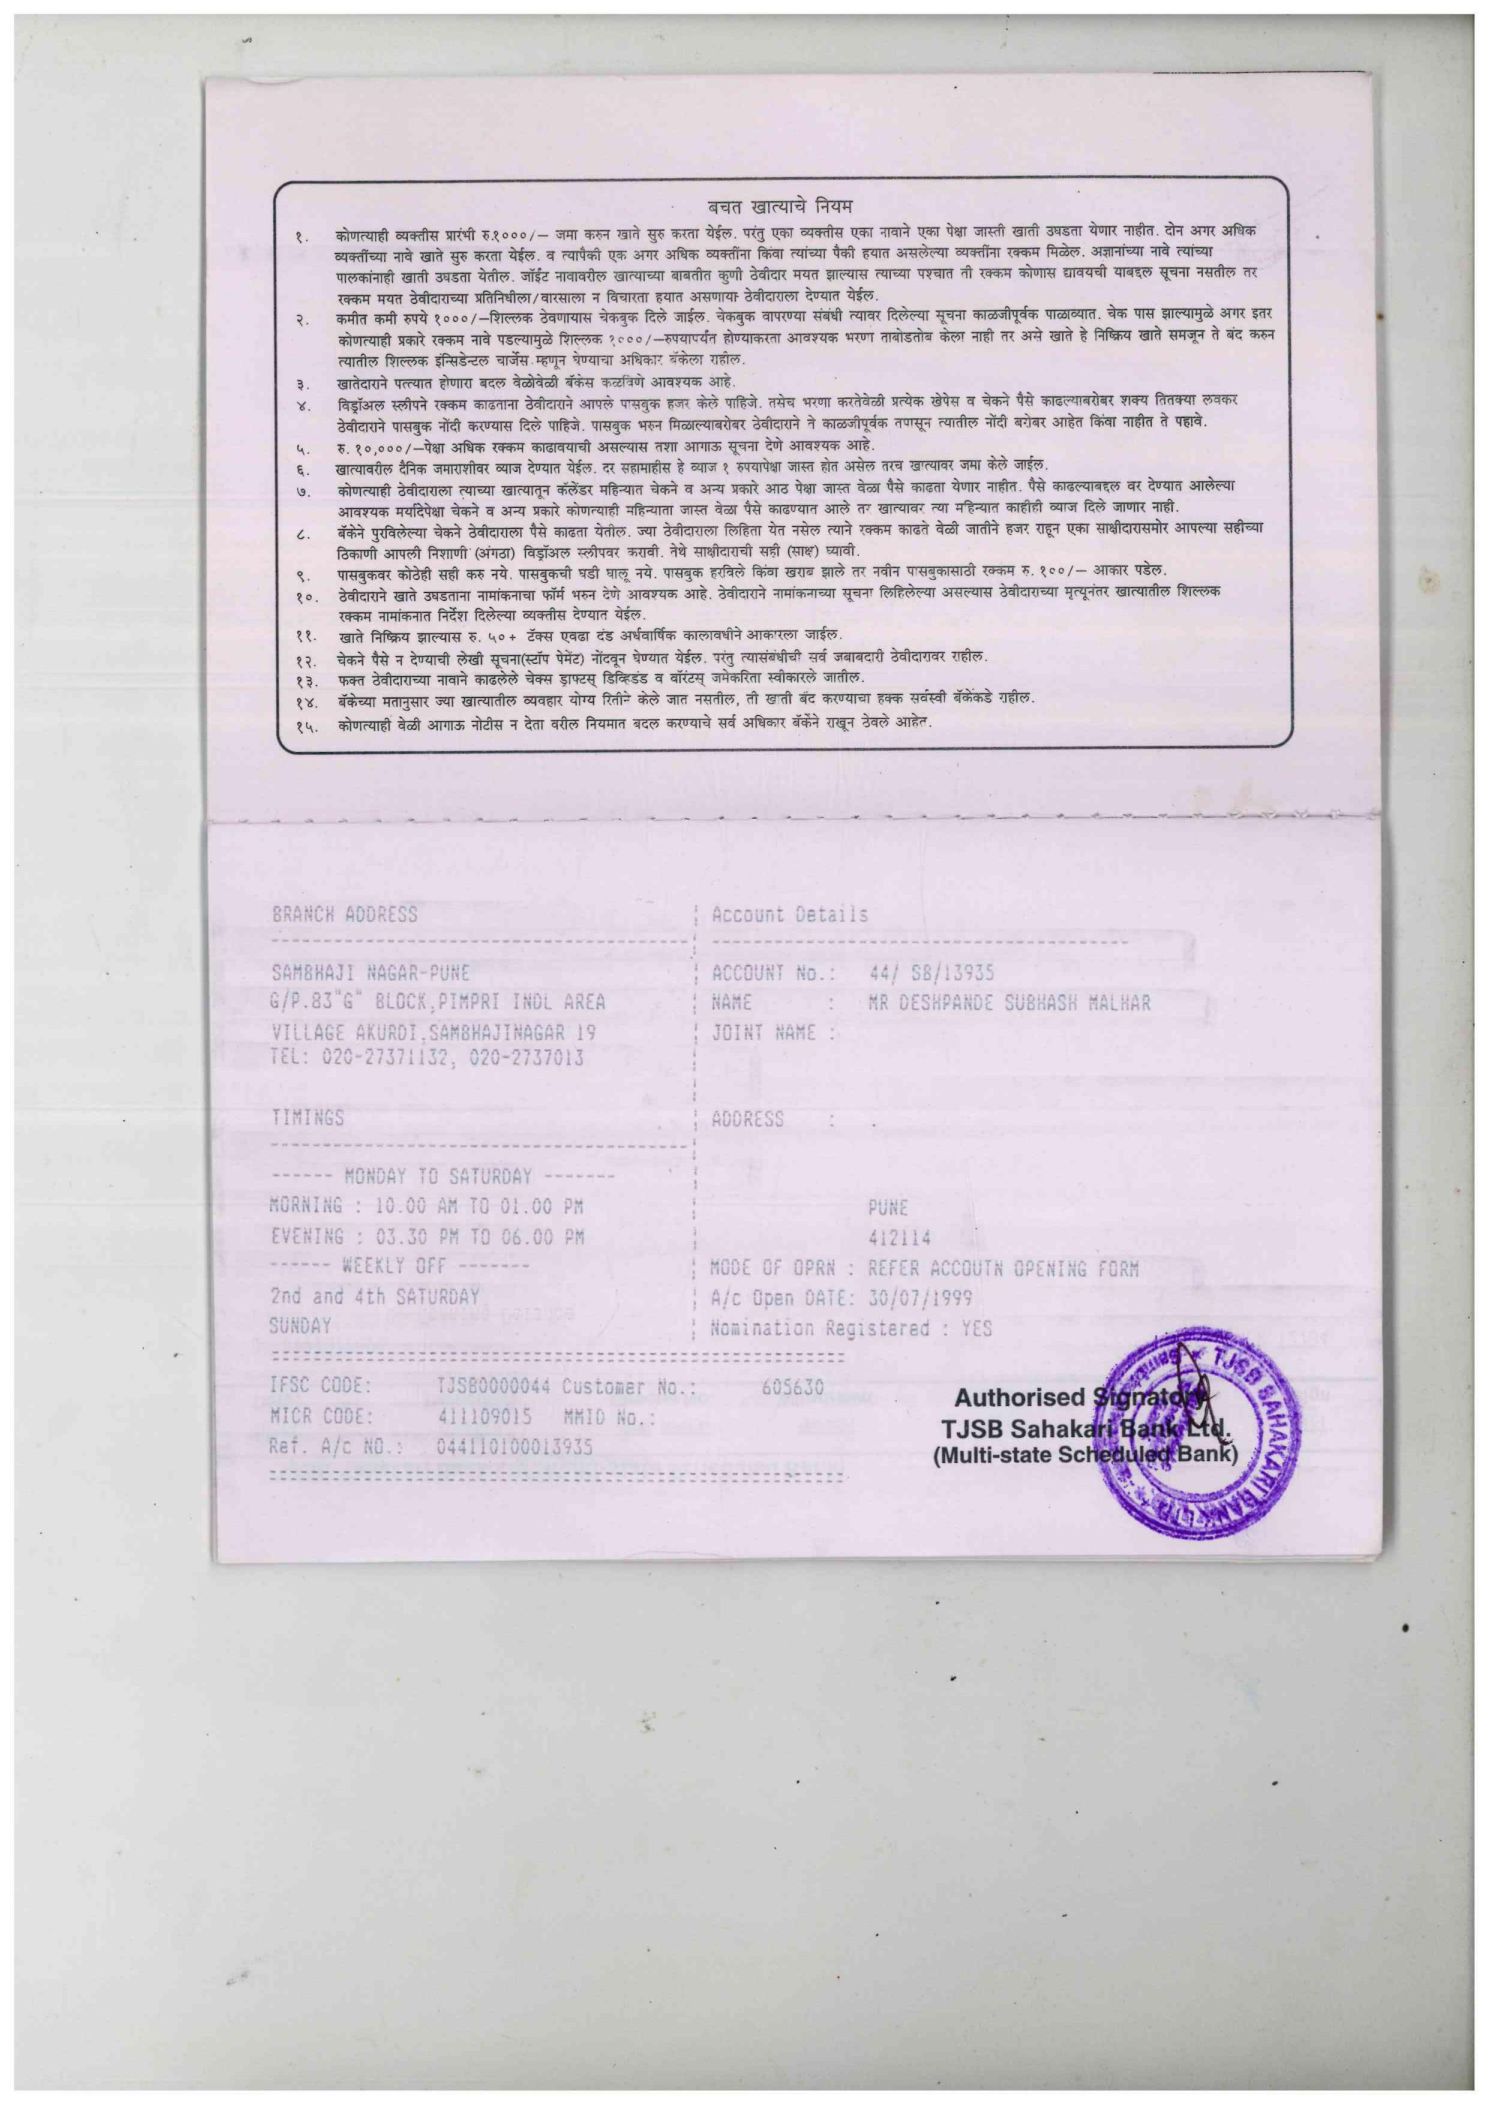 बचत खात्याचे नियम
१. कोणत्याही व्यक्तीस प्रारंभी रु.१०००/– जमा करुन खाते सुरु करता येईल. परंतु एका व्यक्तीस एका नावाने एका पेक्षा जास्ती खाती उघडता येणार नाहीत. दोन अगर अधिक
व्यक्तींच्या नावे खाते सुरु करता येईल. व त्यापैकी एक अगर अधिक व्यक्तींना किंवा त्यांच्या पैकी हयात असलेल्या व्यक्तींना रक्कम मिळेल. अज्ञानांच्या नावे त्यांच्या
पालकांनाही खाती उघडता येतील. जॉईंट नावावरील खात्याच्या बाबतीत कुणी ठेवीदार मयत झाल्यास त्याच्या पश्चात ती रक्कम कोणास द्यावयची याबद्दल सूचना नसतील तर
रक्कम मयत ठेवीदाराच्या प्रतिनिधीला/वारसाला न विचारता हयात असणाऱ्या ठेवीदाराला देण्यात येईल.
२. कमीत कमी रुपये १०००/–शिल्लक ठेवणायास चेकबुक दिले जाईल. चेकबुक वापरण्या संबंधी त्यावर दिलेल्या सूचना काळजीपूर्वक पाळाव्यात. चेक पास झाल्यामुळे अगर इतर
कोणत्याही प्रकारे रक्कम नावे पडल्यामुळे शिल्लक १०००/–रुपयापर्यंत होण्याकरता आवश्यक भरणा ताबोडतोब केला नाही तर असे खाते हे निष्क्रिय खाते समजून ते बंद करुन
त्यातील शिल्लक इंन्सिडेन्टल चार्जेस म्हणून घेण्याचा अधिकार बँकेला राहील.
३. खातेदाराने पत्त्यात होणारा बदल वेळोवेळी बँकेस कळविणे आवश्यक आहे.
४. विड्रॉअल स्लीपने रक्कम काढताना ठेवीदाराने आपले पासबुक हजर केले पाहिजे. तसेच भरणा करतेवेळी प्रत्येक खेपेस व चेकने पैसे काढल्याबरोबर शक्य तितक्या लवकर
ठेवीदाराने पासबुक नोंदी करण्यास दिले पाहिजे. पासबुक भरुन मिळाल्याबरोबर ठेवीदाराने ते काळजीपूर्वक तपासून त्यातील नोंदी बरोबर आहेत किंवा नाहीत ते पहावे.
५. रु. १०,०००/–पेक्षा अधिक रक्कम काढावयाची असल्यास तशा आगाऊ सूचना देणे आवश्यक आहे.
६. खात्यावरील दैनिक जमाराशीवर व्याज देण्यात येईल. दर सहामाहीस हे व्याज १ रुपयापेक्षा जास्त होत असेल तरच खात्यावर जमा केले जाईल.
७. कोणत्याही ठेवीदाराला त्याच्या खात्यातून कॅलेंडर महिन्यात चेकने व अन्य प्रकारे आठ पेक्षा जास्त वेळा पैसे काढता येणार नाहीत. पैसे काढल्याबद्दल वर देण्यात आलेल्या
आवश्यक मर्यादेपेक्षा चेकने व अन्य प्रकारे कोणत्याही महिन्याता जास्त वेळा पैसे काढण्यात आले तर खात्यावर त्या महिन्यात काहीही व्याज दिले जाणार नाही.
८. बँकेने पुरविलेल्या चेकने ठेवीदाराला पैसे काढता येतील. ज्या ठेवीदाराला लिहिता येत नसेल त्याने रक्कम काढते वेळी जातीने हजर राहून एका साक्षीदारासमोर आपल्या सहीच्या
ठिकाणी आपली निशाणी (अंगठा) विड्रॉअल स्लीपवर करावी. तेथे साक्षीदाराची सही (साक्ष) घ्यावी.
९. पासबुकवर कोठेही सही करु नये. पासबुकची घडी घालू नये. पासबुक हरविले किंवा खराब झाले तर नवीन पासबुकासाठी रक्कम रु. १००/– आकार पडेल.
१०. ठेवीदाराने खाते उघडताना नामांकनाचा फॉर्म भरुन देणे आवश्यक आहे. ठेवीदाराने नामांकनाच्या सूचना लिहिलेल्या असल्यास ठेवीदाराच्या मृत्यूनंतर खात्यातील शिल्लक
रक्कम नामांकनात निर्देश दिलेल्या व्यक्तीस देण्यात येईल.
११. खाते निष्क्रिय झाल्यास रु. ५०+ टॅक्स एवढा दंड अर्धवार्षिक कालावधीने आकारला जाईल.
१२. चेकने पैसे न देण्याची लेखी सूचना(स्टॉप पेमेंट) नोंदवून घेण्यात येईल. परंतु त्यासंबंधीची सर्व जबाबदारी ठेवीदारावर राहील.
१३. फक्त ठेवीदाराच्या नावाने काढलेले चेक्स ड्राफ्टस् डिव्हिडंड व वॉरंटस् जमेकरिता स्वीकारले जातील.
१४. बँकेच्या मतानुसार ज्या खात्यातील व्यवहार योग्य रितीने केले जात नसतील, ती खाती बंद करण्याचा हक्क सर्वस्वी बँकेकडे राहील.
१५. कोणत्याही वेळी आगाऊ नोटीस न देता वरील नियमात बदल करण्याचे सर्व अधिकार बँकेने राखून ठेवले आहेत.
BRANCH ADDRESS
SAMBHAJI NAGAR-PUNE
G/P.83"G" BLOCK,PIMPRI INDL AREA
VILLAGE AKURDI,SAMBHAJINAGAR 19
TEL: 020-27371132, 020-2737013
TIMINGS
------ MONDAY TO SATURDAY -------
MORNING : 10.00 AM TO 01.00 PM
EVENING : 03.30 PM TO 06.00 PM
------ WEEKLY OFF -------
2nd and 4th SATURDAY
SUNDAY
Account Details
ACCOUNT No.: 44/ SB/13935
NAME : MR DESHPANDE SUBHASH MALHAR
JOINT NAME :
ADDRESS : .
PUNE
412114
MODE OF OPRN : REFER ACCOUTN OPENING FORM
A/c Open DATE: 30/07/1999
Nomination Registered : YES
IFSC CODE: TJSB0000044 Customer No.: 605630
MICR CODE: 411109015 MMID No.:
Ref. A/c NO.: 044110100013935
Authorised Signatory
TJSB Sahakari Bank Ltd.
(Multi-state Scheduled Bank)
TJSB SAHAKARI BANK LTD.